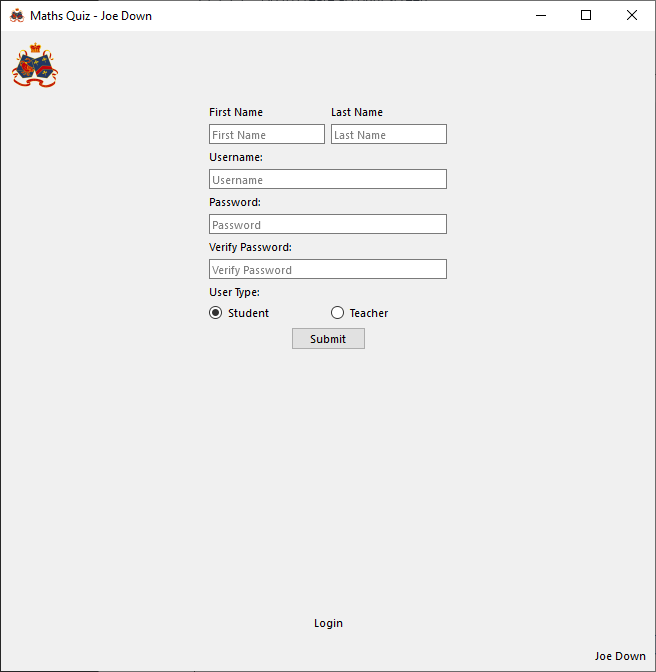 Maths Quiz - Joe Down
First Name Last Name
First Name Last Name
Username:
Username
Password:
Password
Verify Password:
Verify Password
User Type:
Student Teacher
Submit
Login
Joe Down